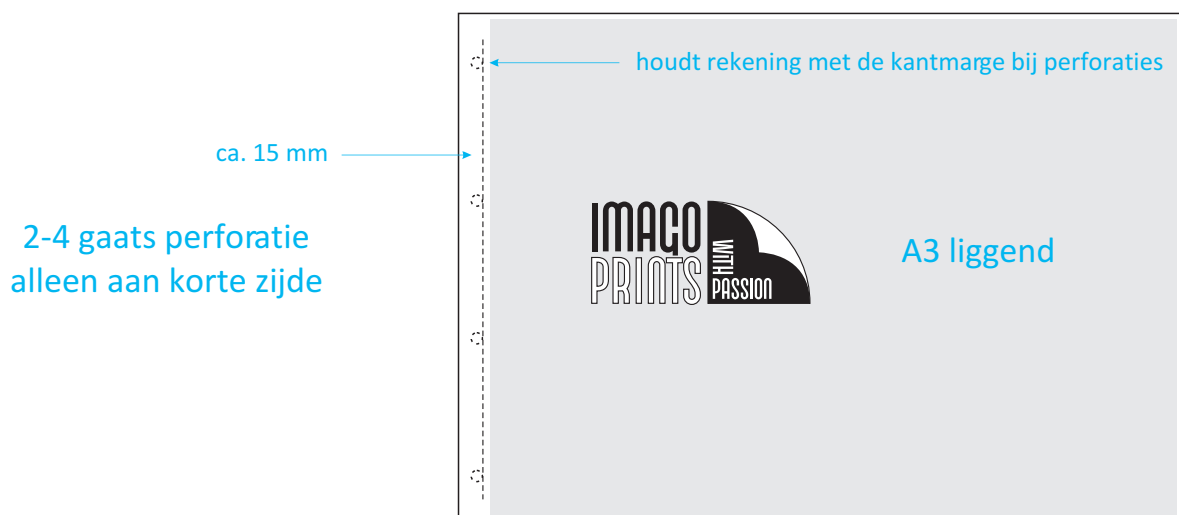 houdt rekening met de kantmarge bij perforaties
ca. 15 mm
2-4 gaats perforatie
alleen aan korte zijde
IMAGO
PRINTS
WITH
PASSION
A3 liggend